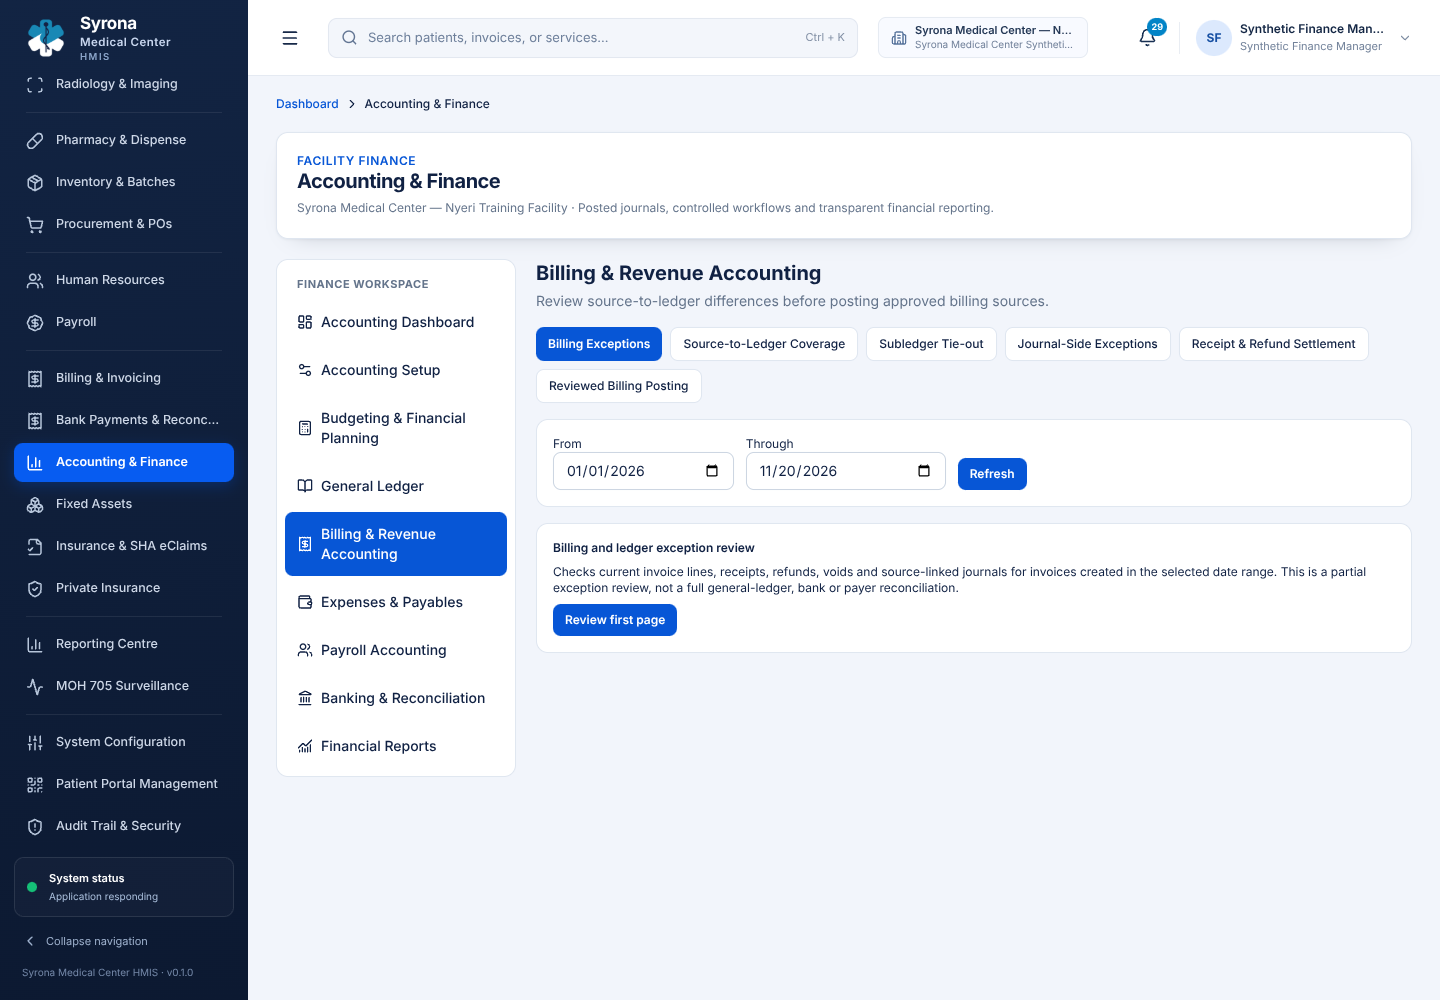 Syrona
Medical Center
HMIS
Radiology & Imaging
Pharmacy & Dispense
Inventory & Batches
Procurement & POs
Human Resources
Payroll
Billing & Invoicing
Bank Payments & Reconc...
Accounting & Finance
Fixed Assets
Insurance & SHA eClaims
Private Insurance
Reporting Centre
MOH 705 Surveillance
System Configuration
Patient Portal Management
Audit Trail & Security
System status
Application responding
Collapse navigation
Syrona Medical Center HMIS · v0.1.0
Search patients, invoices, or services...
Ctrl + K
Syrona Medical Center — N...
Syrona Medical Center Syntheti...
29
SF
Synthetic Finance Man...
Synthetic Finance Manager
Dashboard > Accounting & Finance
FACILITY FINANCE
Accounting & Finance
Syrona Medical Center — Nyeri Training Facility · Posted journals, controlled workflows and transparent financial reporting.
FINANCE WORKSPACE
Accounting Dashboard
Accounting Setup
Budgeting & Financial
Planning
General Ledger
Billing & Revenue
Accounting
Expenses & Payables
Payroll Accounting
Banking & Reconciliation
Financial Reports
Billing & Revenue Accounting
Review source-to-ledger differences before posting approved billing sources.
Billing Exceptions
Source-to-Ledger Coverage
Subledger Tie-out
Journal-Side Exceptions
Receipt & Refund Settlement
Reviewed Billing Posting
From
01/01/2026
Through
11/20/2026
Refresh
Billing and ledger exception review
Checks current invoice lines, receipts, refunds, voids and source-linked journals for invoices created in the selected date range. This is a partial
exception review, not a full general-ledger, bank or payer reconciliation.
Review first page